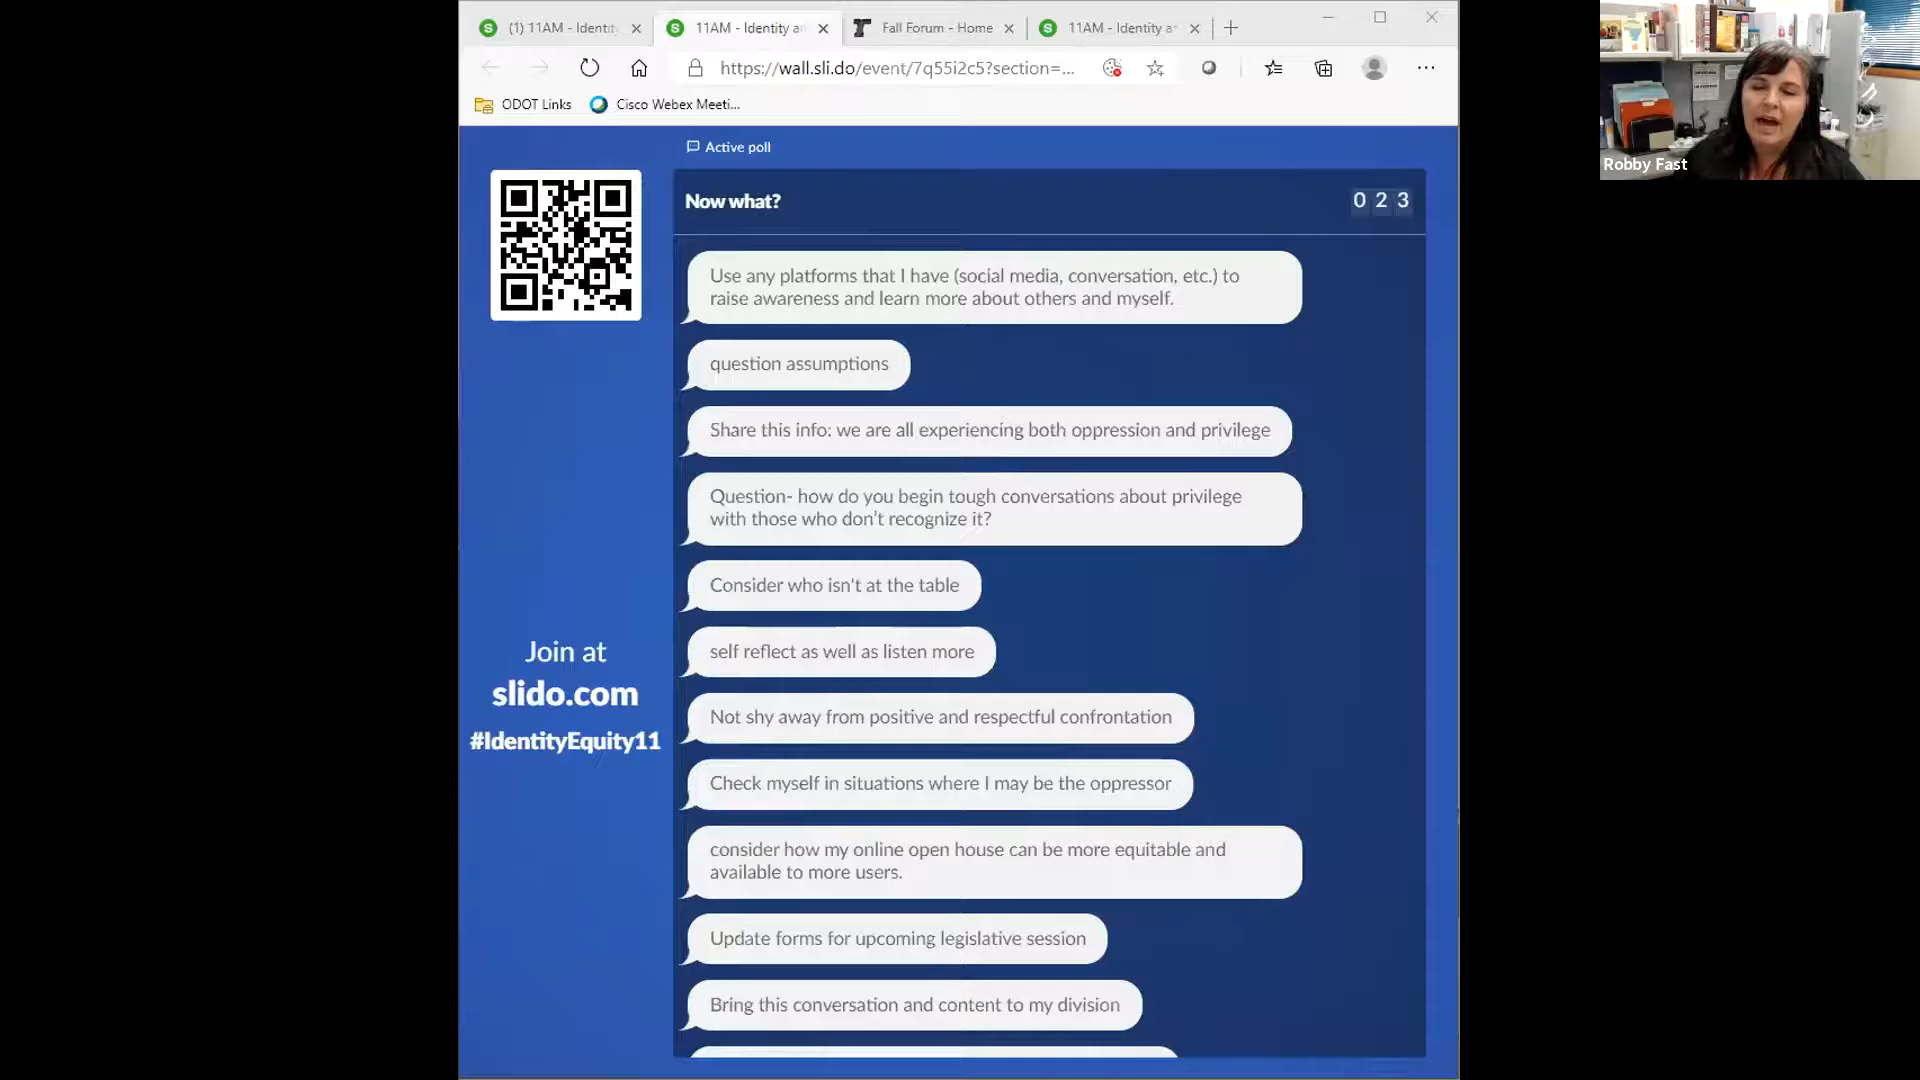 (1) 11AM - Identit
11AM - Identity a
Fall Forum - Home
11AM - Identity a
https://wall.sli.do/event/7q55i2c5?section=...
ODOT Links
Cisco Webex Meeti...
Active poll
Now what?
023
Use any platforms that I have (social media, conversation, etc.) to
raise awareness and learn more about others and myself.
question assumptions
Share this info: we are all experiencing both oppression and privilege
Question- how do you begin tough conversations about privilege
with those who don't recognize it?
Consider who isn't at the table
self reflect as well as listen more
Not shy away from positive and respectful confrontation
Check myself in situations where I may be the oppressor
consider how my online open house can be more equitable and
available to more users.
Update forms for upcoming legislative session
Bring this conversation and content to my division
Join at
slido.com
#IdentityEquity11
Robby Fast